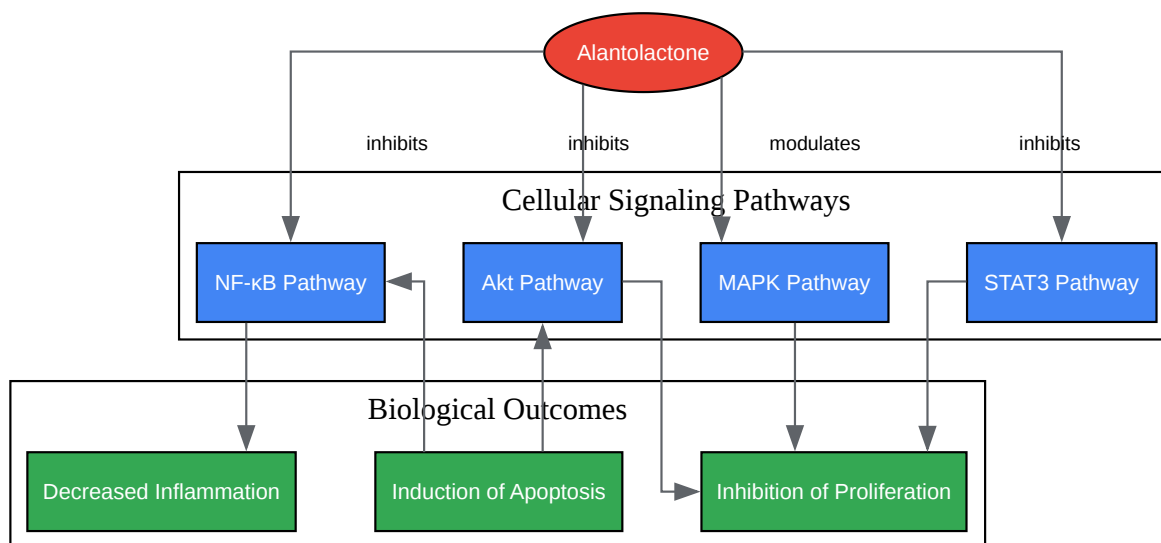 Alantolactone
inhibits
inhibits
modulates
inhibits
Cellular Signaling Pathways
NF-κB Pathway
Akt Pathway
MAPK Pathway
STAT3 Pathway
Biological Outcomes
Decreased Inflammation
Induction of Apoptosis
Inhibition of Proliferation